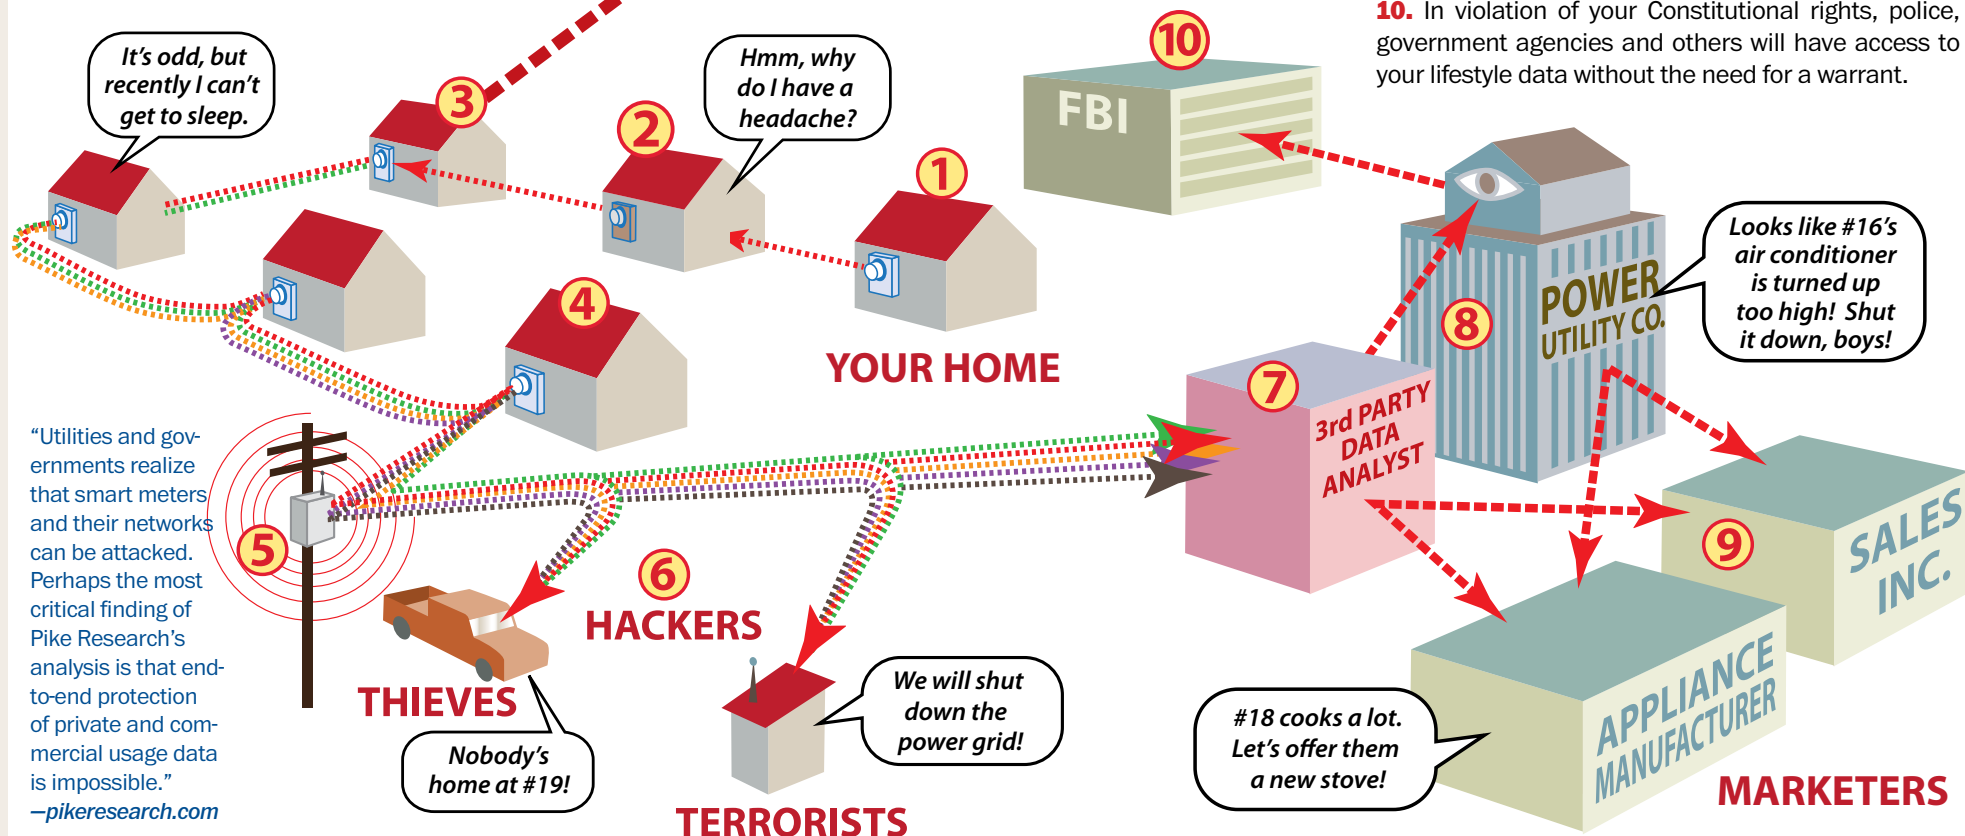 10. In violation of your Constitutional rights, police,
government agencies and others will have access to
your lifestyle data without the need for a warrant.
It's odd, but
recently I can't
get to sleep.
3
2
Hmm, why
do I have a
headache?
1
10
FBI
4
YOUR HOME
8
POWER
UTILITY CO.
Looks like #16's
air conditioner
is turned up
too high! Shut
it down, boys!
7
3rd PARTY
DATA
ANALYST
“Utilities and gov-
ernments realize
that smart meters
and their networks
can be attacked.
Perhaps the most
critical finding of
Pike Research's
analysis is that end-
to-end protection
of private and com-
mercial usage data
is impossible.”
—pikeresearch.com
5
6
HACKERS
THIEVES
Nobody's
home at #19!
TERRORISTS
We will shut
down the
power grid!
9
SALES
INC.
APPLIANCE
MANUFACTURER
#18 cooks a lot.
Let's offer them
a new stove!
MARKETERS